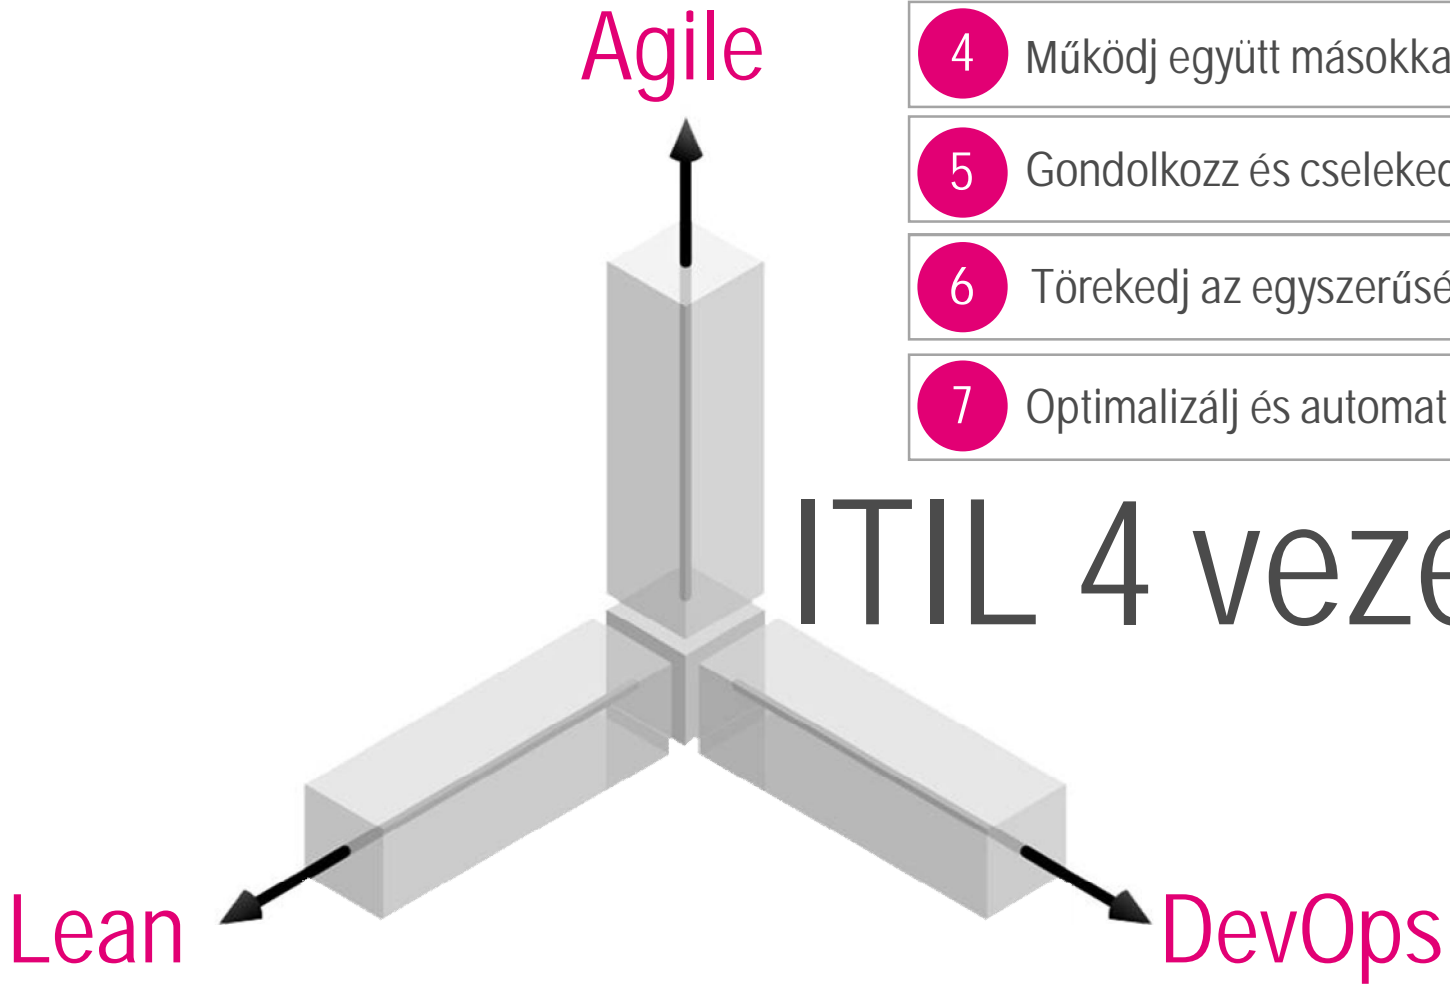 Agile
4 Működj együtt másokka
5 Gondolkozz és cseleked
6 Törekedj az egyszerűsé
7 Optimalizálj és automat
ITIL 4 veze
Lean
DevOps